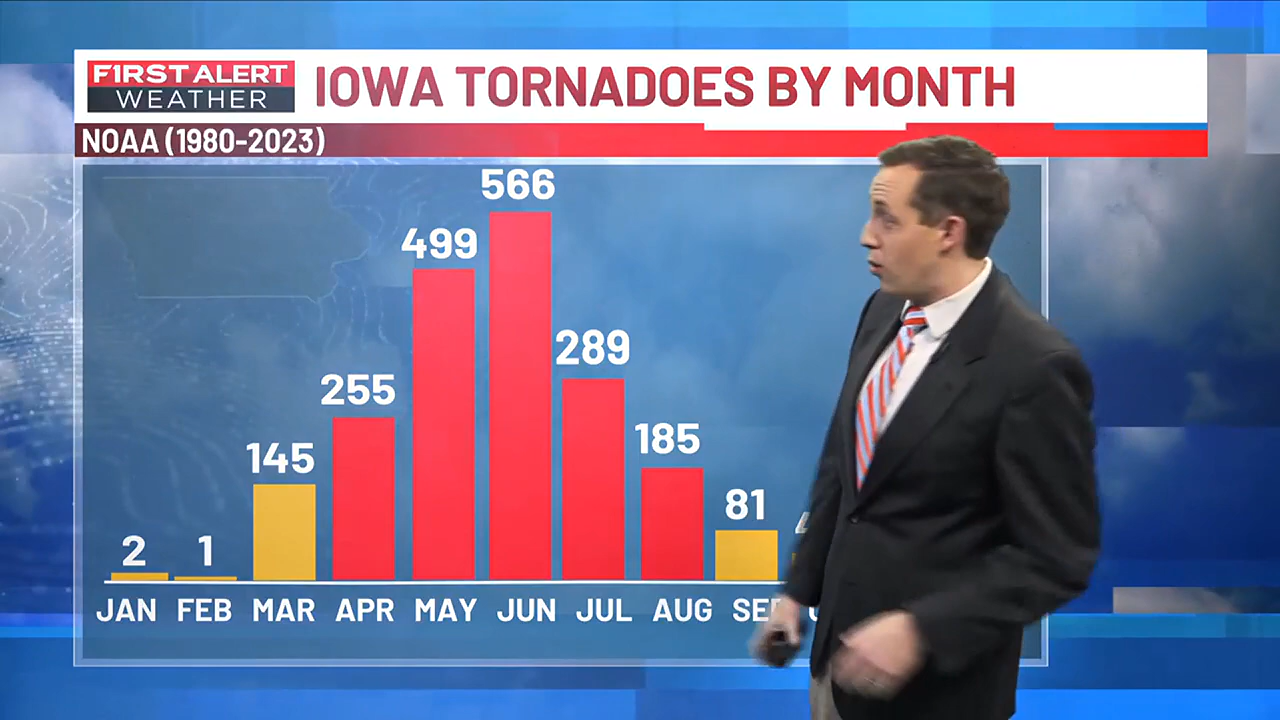 F1RST ALERT
WEATHER
IOWA TORNADOES BY MONTH
NOAA (1980-2023)
566
499
289
255
185
145
81
2
1
JAN FEB MAR APR MAY JUN JUL AUG